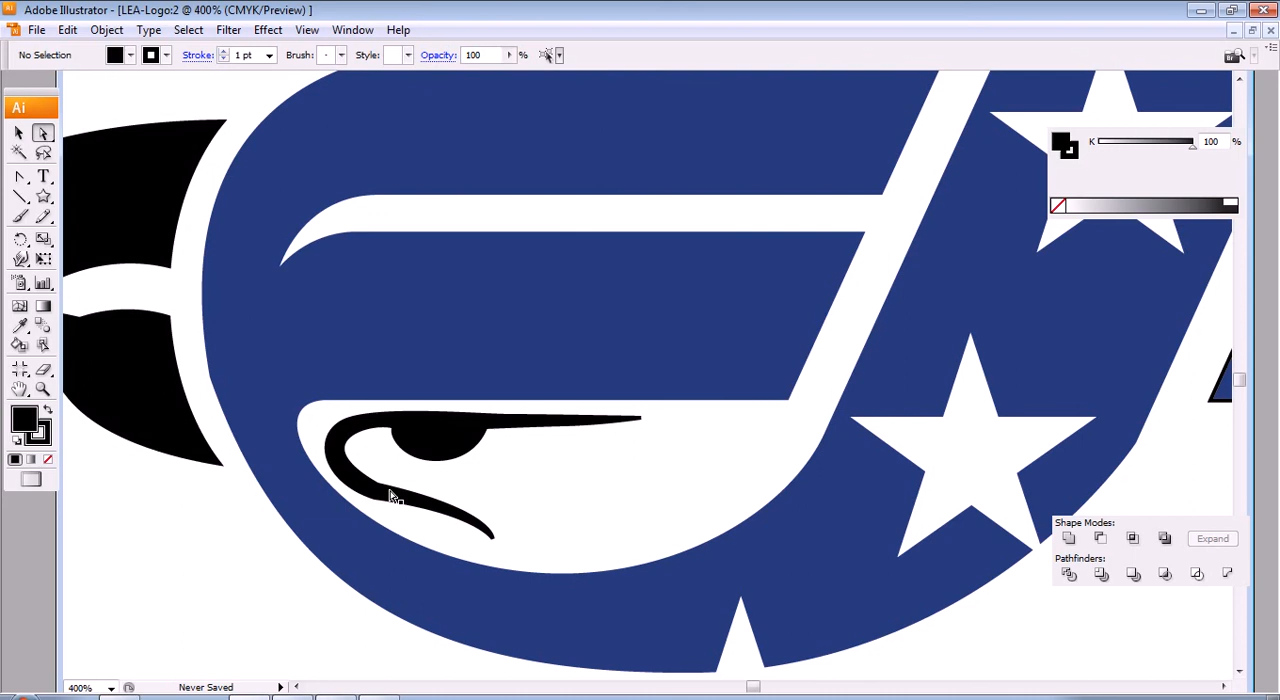 Adobe Illustrator - [LEA-Logo:2 @ 400% (CMYK/Preview) ]
File Edit Object Type Select Filter Effect View Window Help
No Selection Stroke: 1 pt Brush: Style: Opacity: 100 %
Ai
K 100 %
Shape Modes:
Expand
Pathfinders:
400% Never Saved